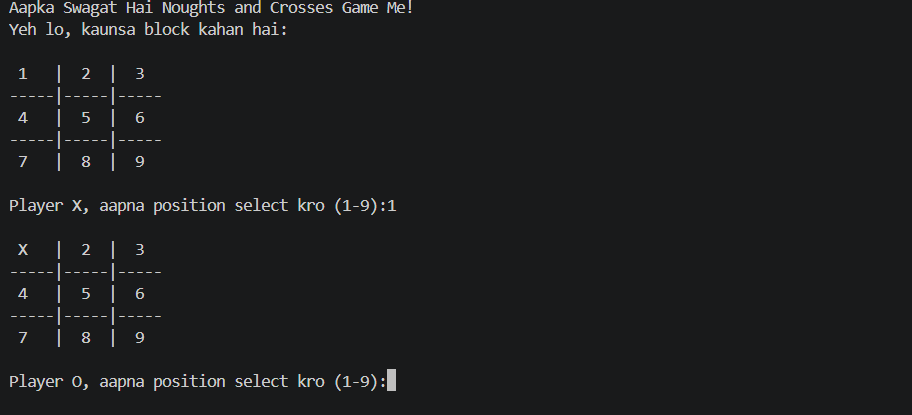 Aapka Swagat Hai Noughts and Crosses Game Me!
Yeh lo, kaunsa block kahan hai:

 1   |  2  |  3
-----|-----|-----
 4   |  5  |  6
-----|-----|-----
 7   |  8  |  9

Player X, aapna position select kro (1-9):1

 X   |  2  |  3
-----|-----|-----
 4   |  5  |  6
-----|-----|-----
 7   |  8  |  9

Player O, aapna position select kro (1-9):